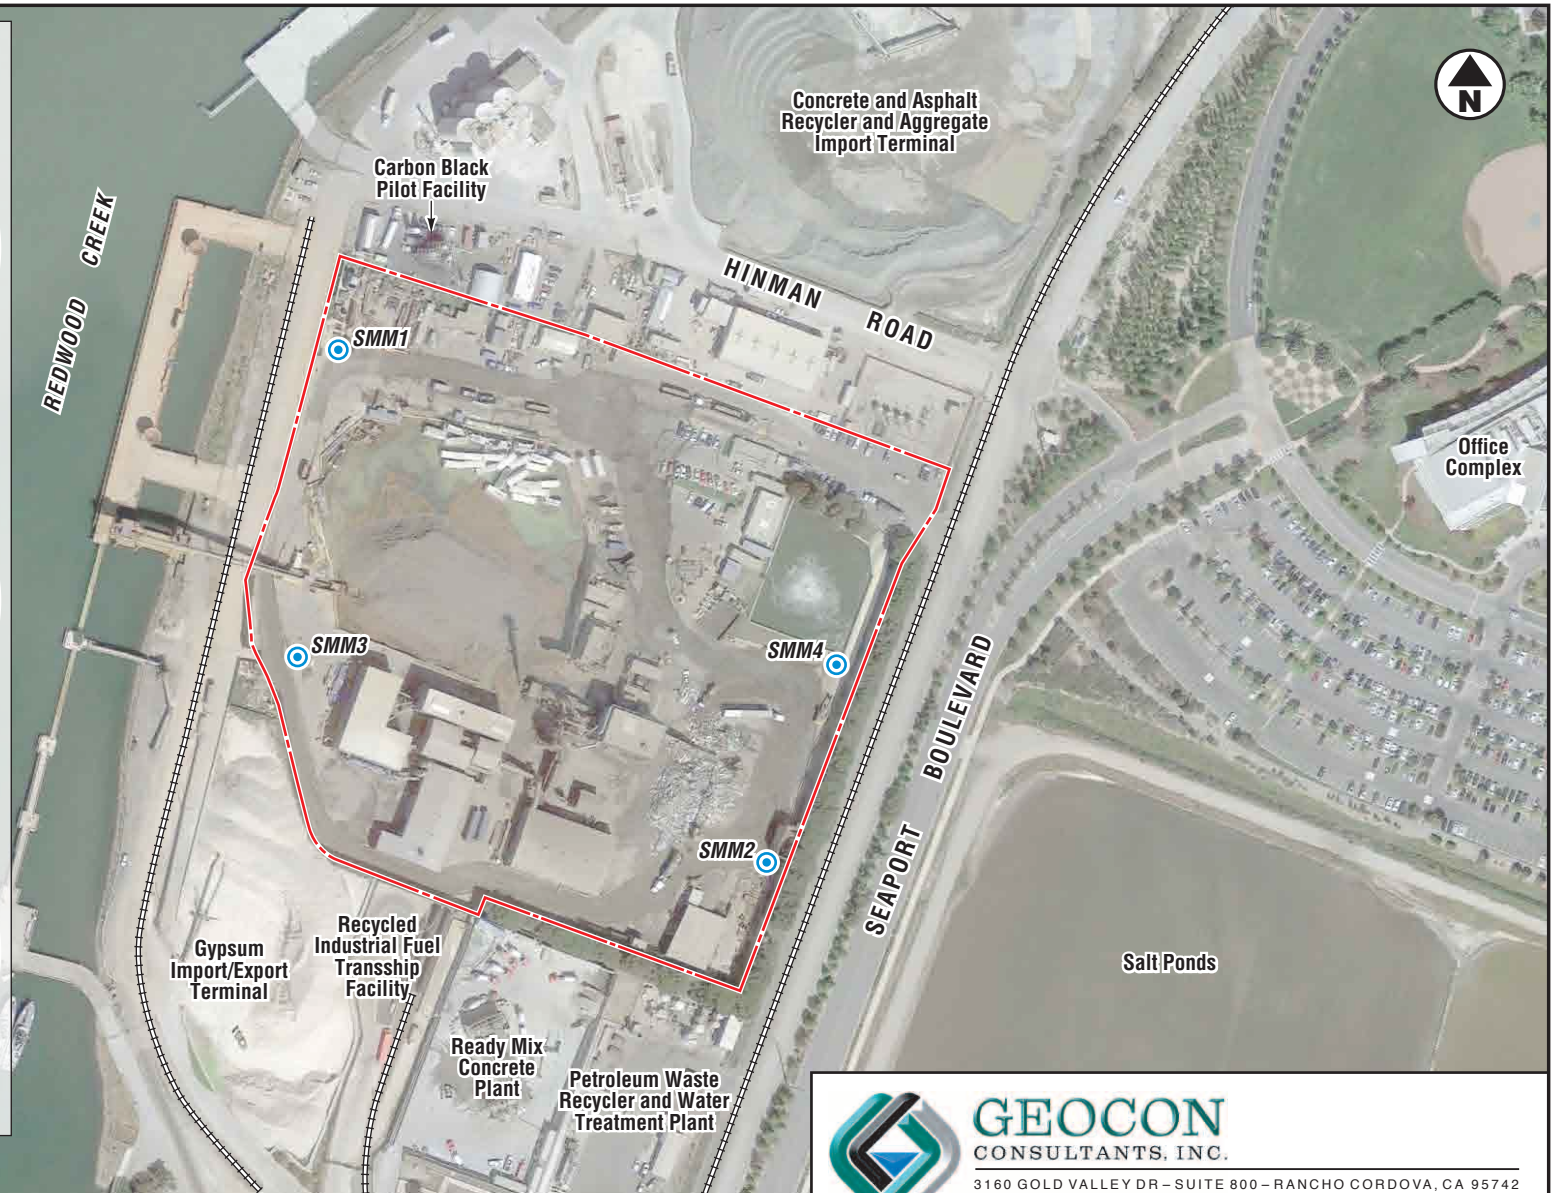 N
Concrete and Asphalt
Recycler and Aggregate
Import Terminal
Carbon Black
Pilot Facility
REDWOOD CREEK
HINMAN ROAD
SMM1
Office
Complex
SMM3
SMM4
SEAPORT BOULEVARD
SMM2
Recycled
Industrial Fuel
Transship
Facility
Gypsum
Import/Export
Terminal
Salt Ponds
Ready Mix
Concrete
Plant
Petroleum Waste
Recycler and Water
Treatment Plant
GEOCON
CONSULTANTS, INC.
3160 GOLD VALLEY DR – SUITE 800 – RANCHO CORDOVA, CA 95742